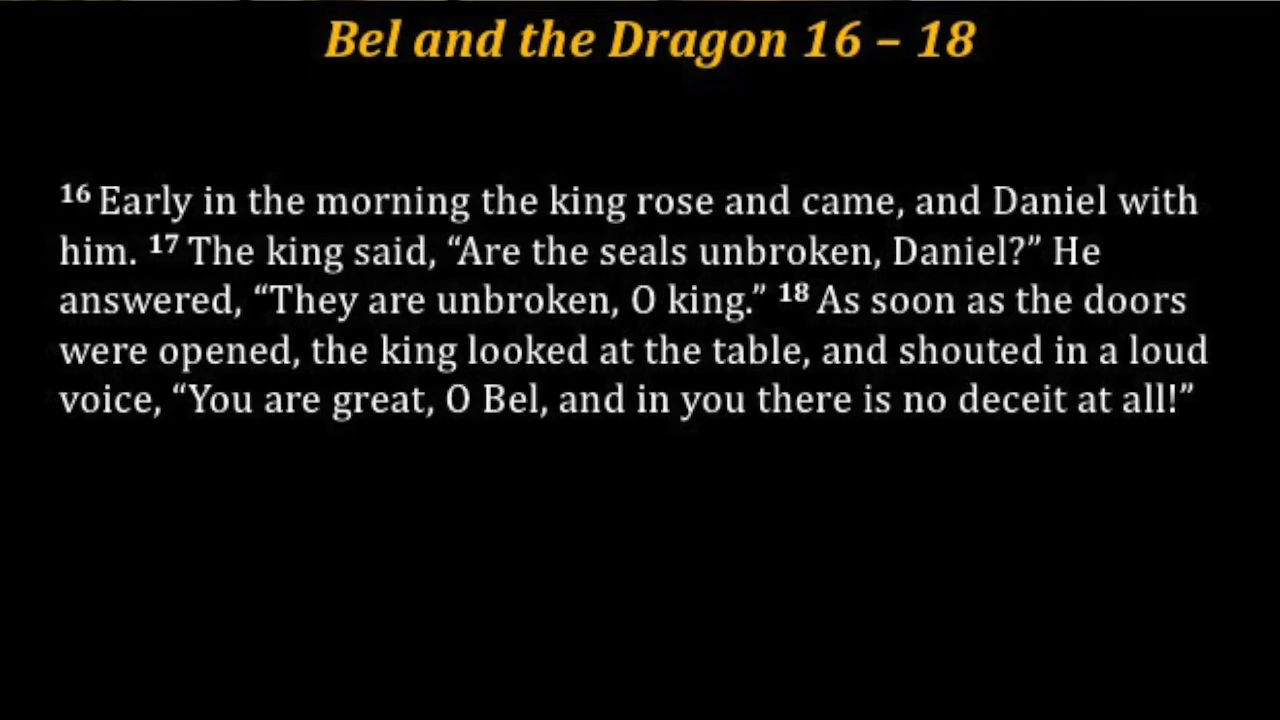 Bel and the Dragon 16 – 18
16 Early in the morning the king rose and came, and Daniel with
him. 17 The king said, “Are the seals unbroken, Daniel?” He
answered, “They are unbroken, O king.” 18 As soon as the doors
were opened, the king looked at the table, and shouted in a loud
voice, “You are great, O Bel, and in you there is no deceit at all!”